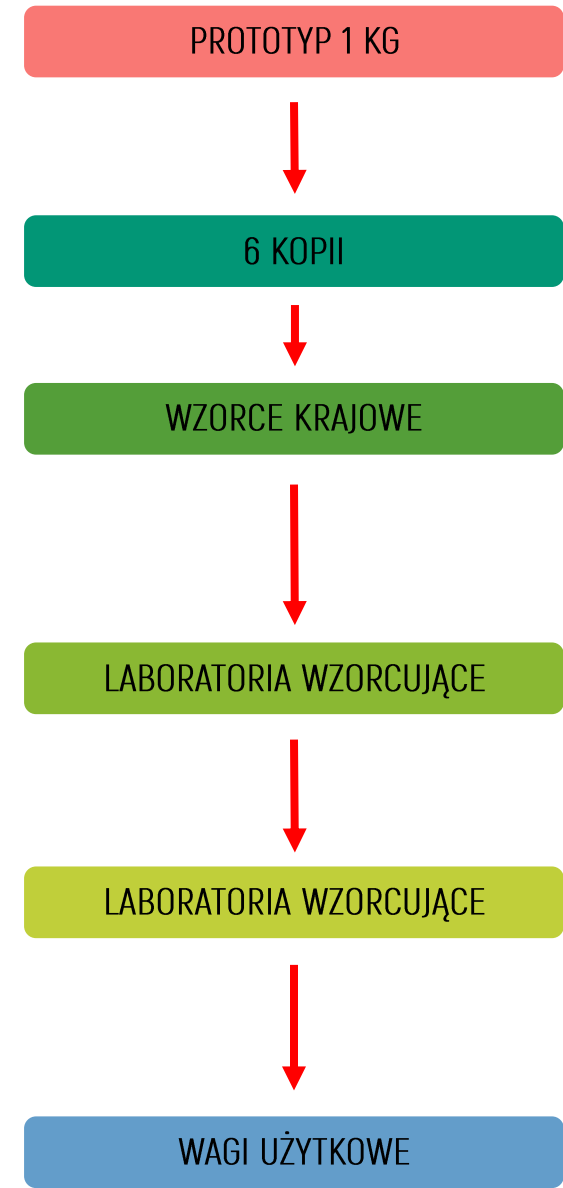 PROTOTYP 1 KG
6 KOPII
WZORCE KRAJOWE
LABORATORIA WZORCUJĄCE
LABORATORIA WZORCUJĄCE
WAGI UŻYTKOWE